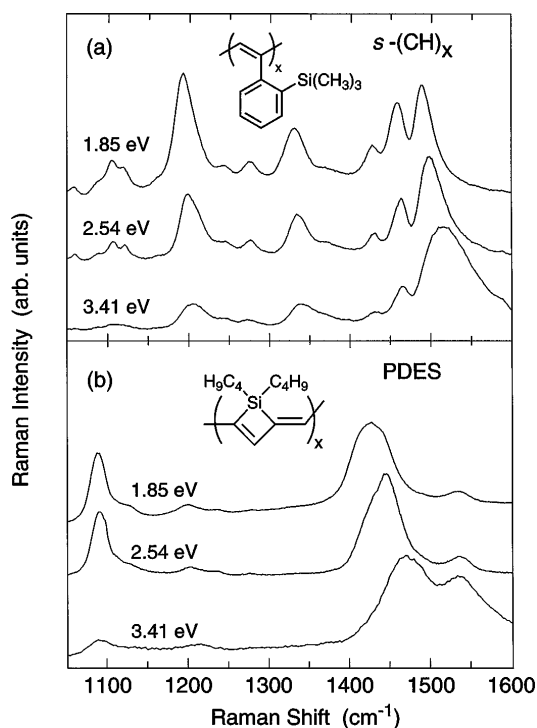 (a)
s -(CH)x
x
Si(CH3)3
1.85 eV
2.54 eV
3.41 eV
(b)
PDES
H9C4
C4H9
Si
x
1.85 eV
2.54 eV
3.41 eV
Raman Intensity (arb. units)
1100 1200 1300 1400 1500 1600
Raman Shift (cm-1)